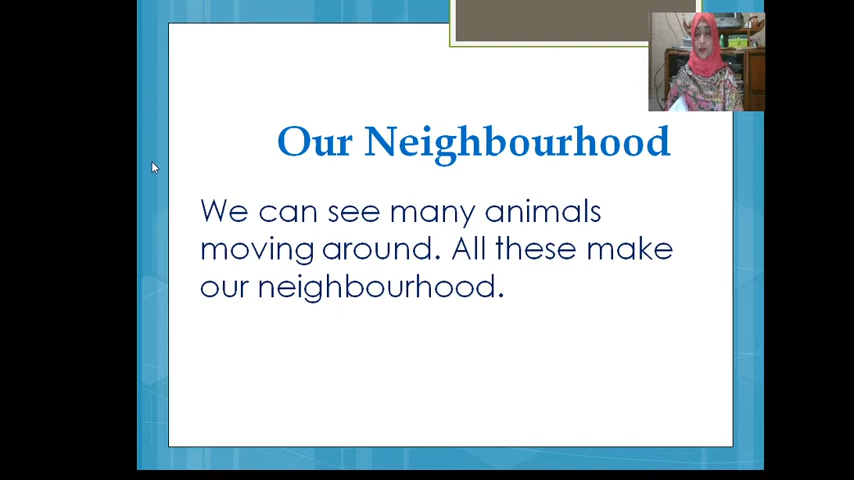 Our Neighbourhood
We can see many animals
moving around. All these make
our neighbourhood.